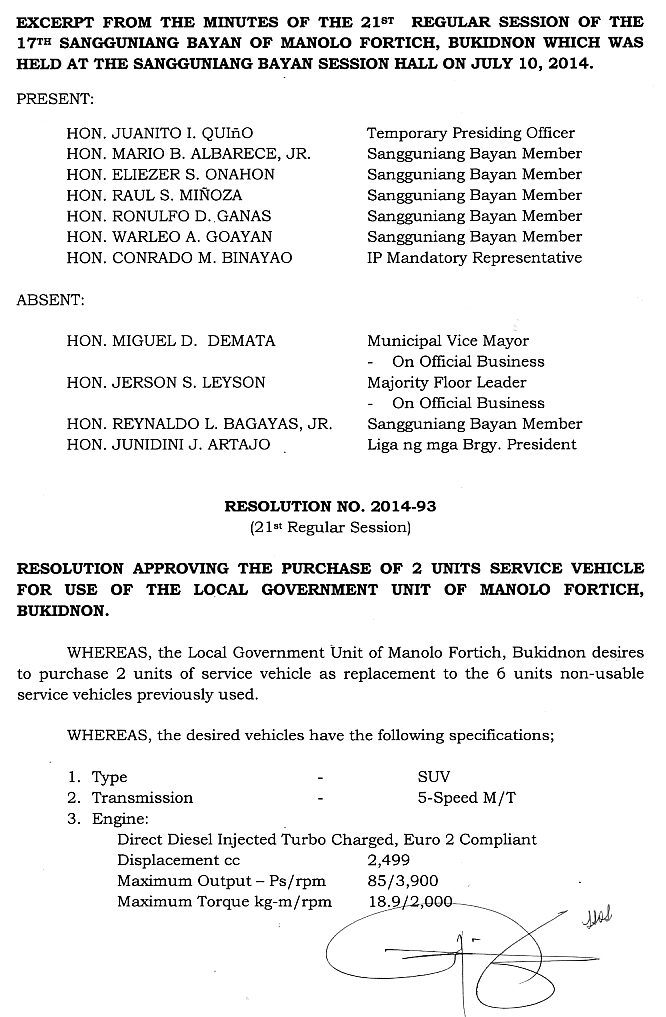 EXCERPT FROM THE MINUTES OF THE 21ST REGULAR SESSION OF THE
17TH SANGGUNIANG BAYAN OF MANOLO FORTICH, BUKIDNON WHICH WAS
HELD AT THE SANGGUNIANG BAYAN SESSION HALL ON JULY 10, 2014.
PRESENT:
HON. JUANITO I. QUIñO Temporary Presiding Officer
HON. MARIO B. ALBARECE, JR. Sangguniang Bayan Member
HON. ELIEZER S. ONAHON Sangguniang Bayan Member
HON. RAUL S. MIÑOZA Sangguniang Bayan Member
HON. RONULFO D. GANAS Sangguniang Bayan Member
HON. WARLEO A. GOAYAN Sangguniang Bayan Member
HON. CONRADO M. BINAYAO IP Mandatory Representative
ABSENT:
HON. MIGUEL D. DEMATA Municipal Vice Mayor
- On Official Business
HON. JERSON S. LEYSON Majority Floor Leader
- On Official Business
HON. REYNALDO L. BAGAYAS, JR. Sangguniang Bayan Member
HON. JUNIDINI J. ARTAJO Liga ng mga Brgy. President
RESOLUTION NO. 2014-93
(21st Regular Session)
RESOLUTION APPROVING THE PURCHASE OF 2 UNITS SERVICE VEHICLE
FOR USE OF THE LOCAL GOVERNMENT UNIT OF MANOLO FORTICH,
BUKIDNON.
WHEREAS, the Local Government Unit of Manolo Fortich, Bukidnon desires
to purchase 2 units of service vehicle as replacement to the 6 units non-usable
service vehicles previously used.
WHEREAS, the desired vehicles have the following specifications;
1. Type - SUV
2. Transmission - 5-Speed M/T
3. Engine:
Direct Diesel Injected Turbo Charged, Euro 2 Compliant
Displacement cc 2,499
Maximum Output – Ps/rpm 85/3,900
Maximum Torque kg-m/rpm 18.9/2,000